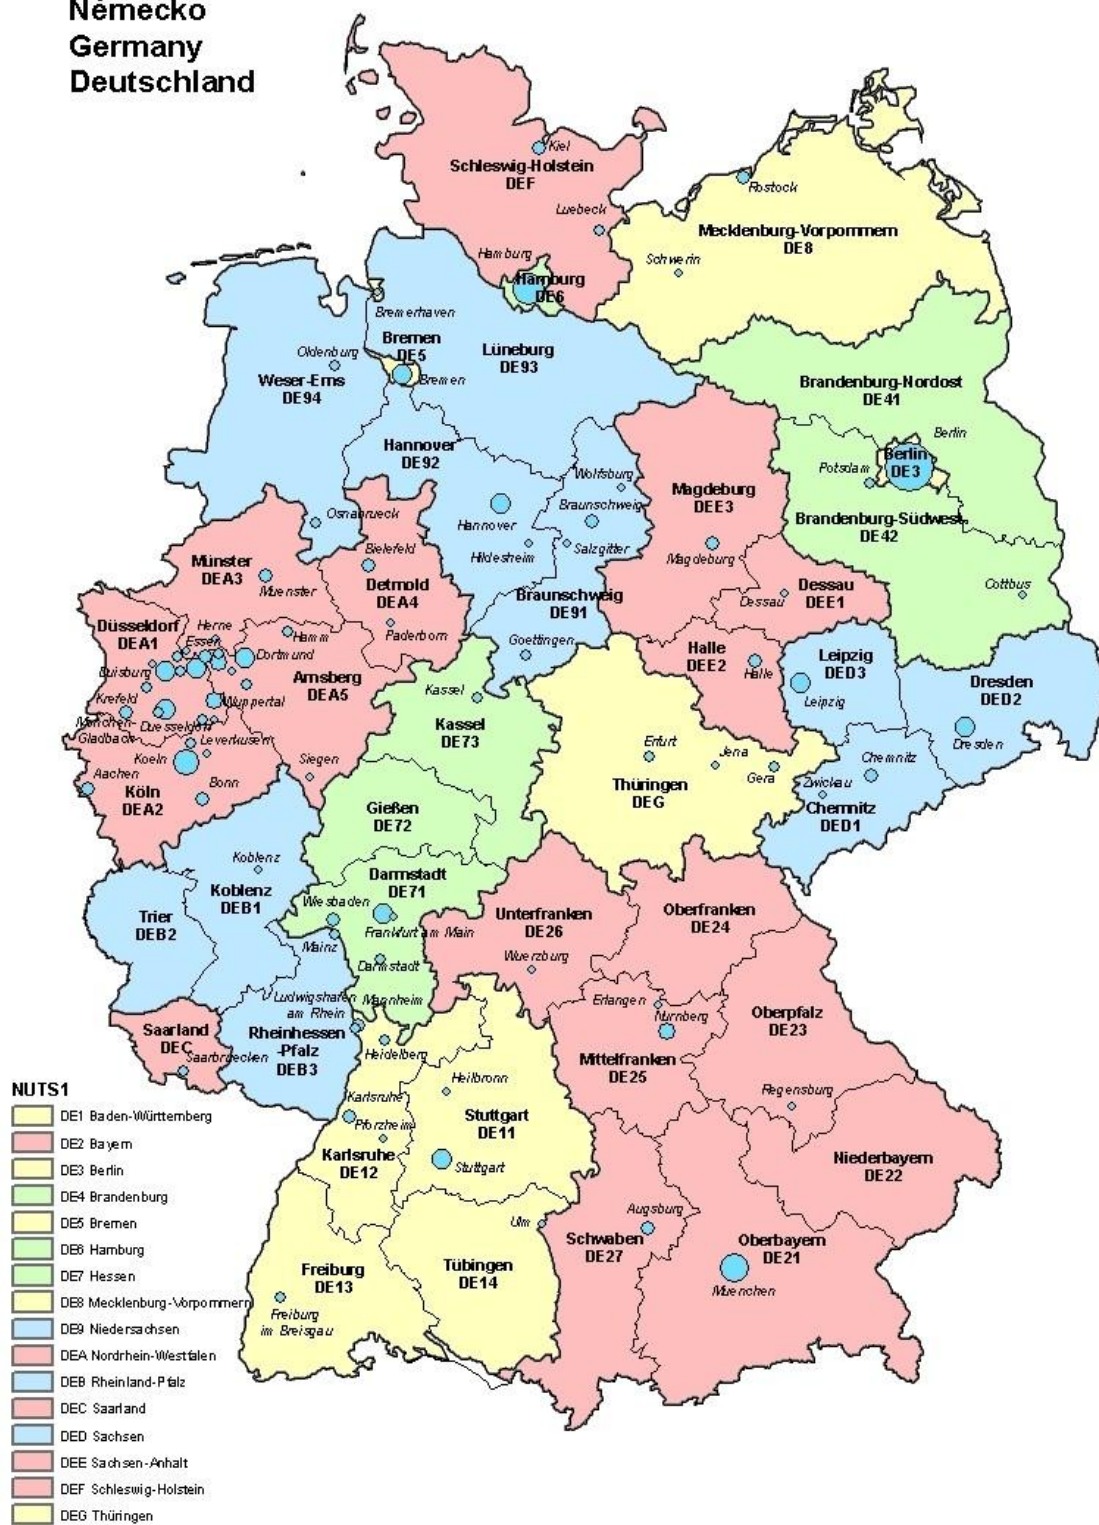 Německo
Germany
Deutschland
Kiel
Schleswig-Holstein
DEF
Luebeck
Rostock
Mecklenburg-Vorpommern
DE8
Schwerin
Hamburg
Hamburg
DE6
Bremerhaven
Bremen
DE5
Bremen
Lüneburg
DE93
Oldenburg
Weser-Ems
DE94
Brandenburg-Nordost
DE41
Berlin
Berlin
DE3
Potsdam
Brandenburg-Südwest
DE42
Cottbus
Hannover
DE92
Hannover
Hildesheim
Wolfsburg
Braunschweig
Salzgitter
Braunschweig
DE91
Goettingen
Magdeburg
DEE3
Magdeburg
Dessau
DEE1
Dessau
Halle
DEE2
Halle
Osnabrueck
Münster
DEA3
Muenster
Bielefeld
Detmold
DEA4
Paderborn
Düsseldorf
DEA1
Herne
Essen
Hamm
Dortmund
Duisburg
Arnsberg
DEA5
Krefeld
Wuppertal
Moenchen-
Gladbach
Duesseldorf
Leverkusen
Koeln
Aachen
Köln
DEA2
Bonn
Siegen
Kassel
Kassel
DE73
Gießen
DE72
Leipzig
DED3
Leipzig
Dresden
DED2
Dresden
Chemnitz
Zwickau
Chemnitz
DED1
Erfurt
Jena
Gera
Thüringen
DEG
Koblenz
Koblenz
DEB1
Trier
DEB2
Wiesbaden
Darmstadt
DE71
Frankfurt am Main
Mainz
Darmstadt
Unterfranken
DE26
Wuerzburg
Oberfranken
DE24
Ludwigshafen
am Rhein
Mannheim
Erlangen
Nurnberg
Oberpfalz
DE23
Saarland
DEC
Saarbruecken
Rheinhessen
-Pfalz
DEB3
Heidelberg
Mittelfranken
DE25
Heilbronn
Karlsruhe
Pforzheim
Karlsruhe
DE12
Stuttgart
DE11
Stuttgart
Regensburg
Niederbayern
DE22
Ulm
Augsburg
Schwaben
DE27
Oberbayern
DE21
Muenchen
Freiburg
DE13
Freiburg
im Breisgau
Tübingen
DE14
NUTS1
DE1 Baden-Württemberg
DE2 Bayern
DE3 Berlin
DE4 Brandenburg
DE5 Bremen
DE6 Hamburg
DE7 Hessen
DE8 Mecklenburg-Vorpommern
DE9 Niedersachsen
DEA Nordrhein-Westfalen
DEB Rheinland-Pfalz
DEC Saarland
DED Sachsen
DEE Sachsen-Anhalt
DEF Schleswig-Holstein
DEG Thüringen